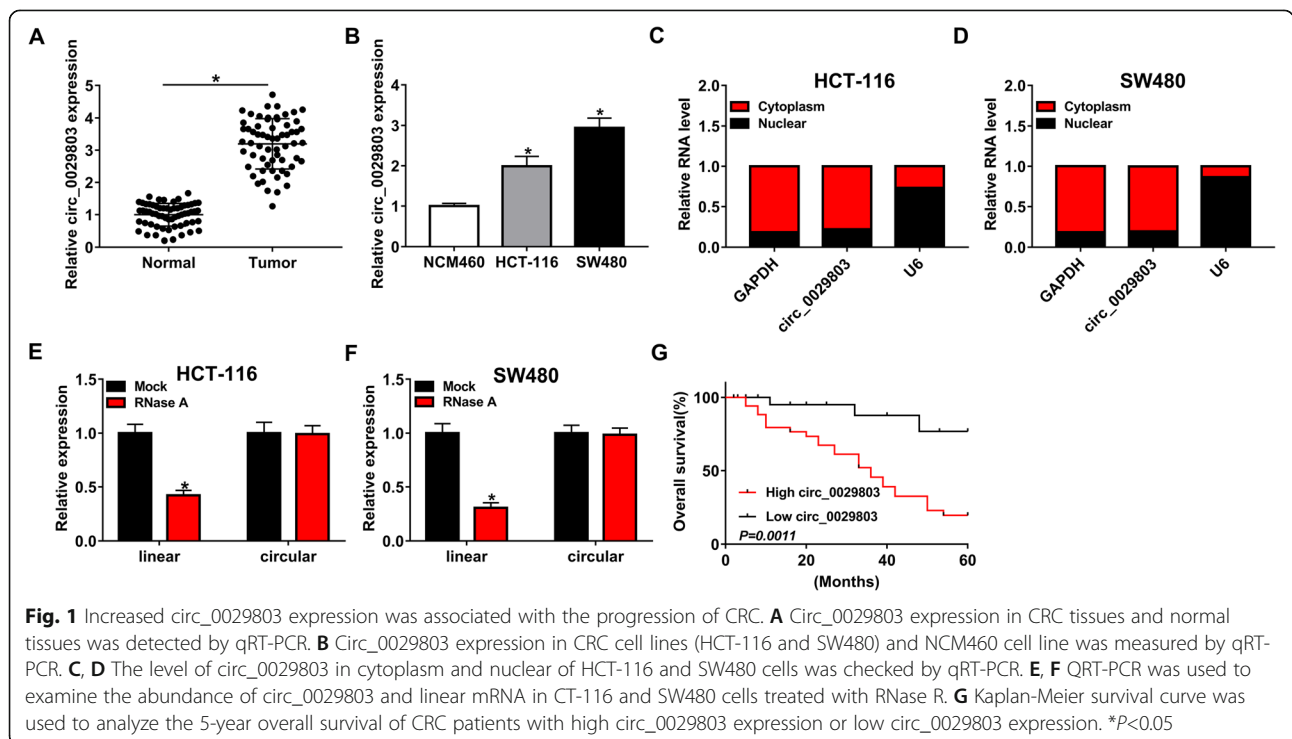 A
Relative circ_0029803 expression
5
4
3
2
1
0
*
Normal
Tumor
B
Relative circ_0029803 expression
4
3
2
1
0
*
*
NCM460
HCT-116
SW480
C
HCT-116
Relative RNA level
2.0
1.5
1.0
0.5
0.0
Cytoplasm
Nuclear
GAPDH
circ_0029803
U6
D
SW480
Relative RNA level
2.0
1.5
1.0
0.5
0.0
Cytoplasm
Nuclear
GAPDH
circ_0029803
U6
E
HCT-116
Relative expression
1.5
1.0
0.5
0.0
Mock
RNase A
*
linear
circular
F
SW480
Relative expression
1.5
1.0
0.5
0.0
Mock
RNase A
*
linear
circular
G
Overall survival(%)
100
50
0
High circ_0029803
Low circ_0029803
P=0.0011
20
40
60
(Months)
Fig. 1 Increased circ_0029803 expression was associated with the progression of CRC. A Circ_0029803 expression in CRC tissues and normal
tissues was detected by qRT-PCR. B Circ_0029803 expression in CRC cell lines (HCT-116 and SW480) and NCM460 cell line was measured by qRT-
PCR. C, D The level of circ_0029803 in cytoplasm and nuclear of HCT-116 and SW480 cells was checked by qRT-PCR. E, F QRT-PCR was used to
examine the abundance of circ_0029803 and linear mRNA in CT-116 and SW480 cells treated with RNase R. G Kaplan-Meier survival curve was
used to analyze the 5-year overall survival of CRC patients with high circ_0029803 expression or low circ_0029803 expression. *P<0.05